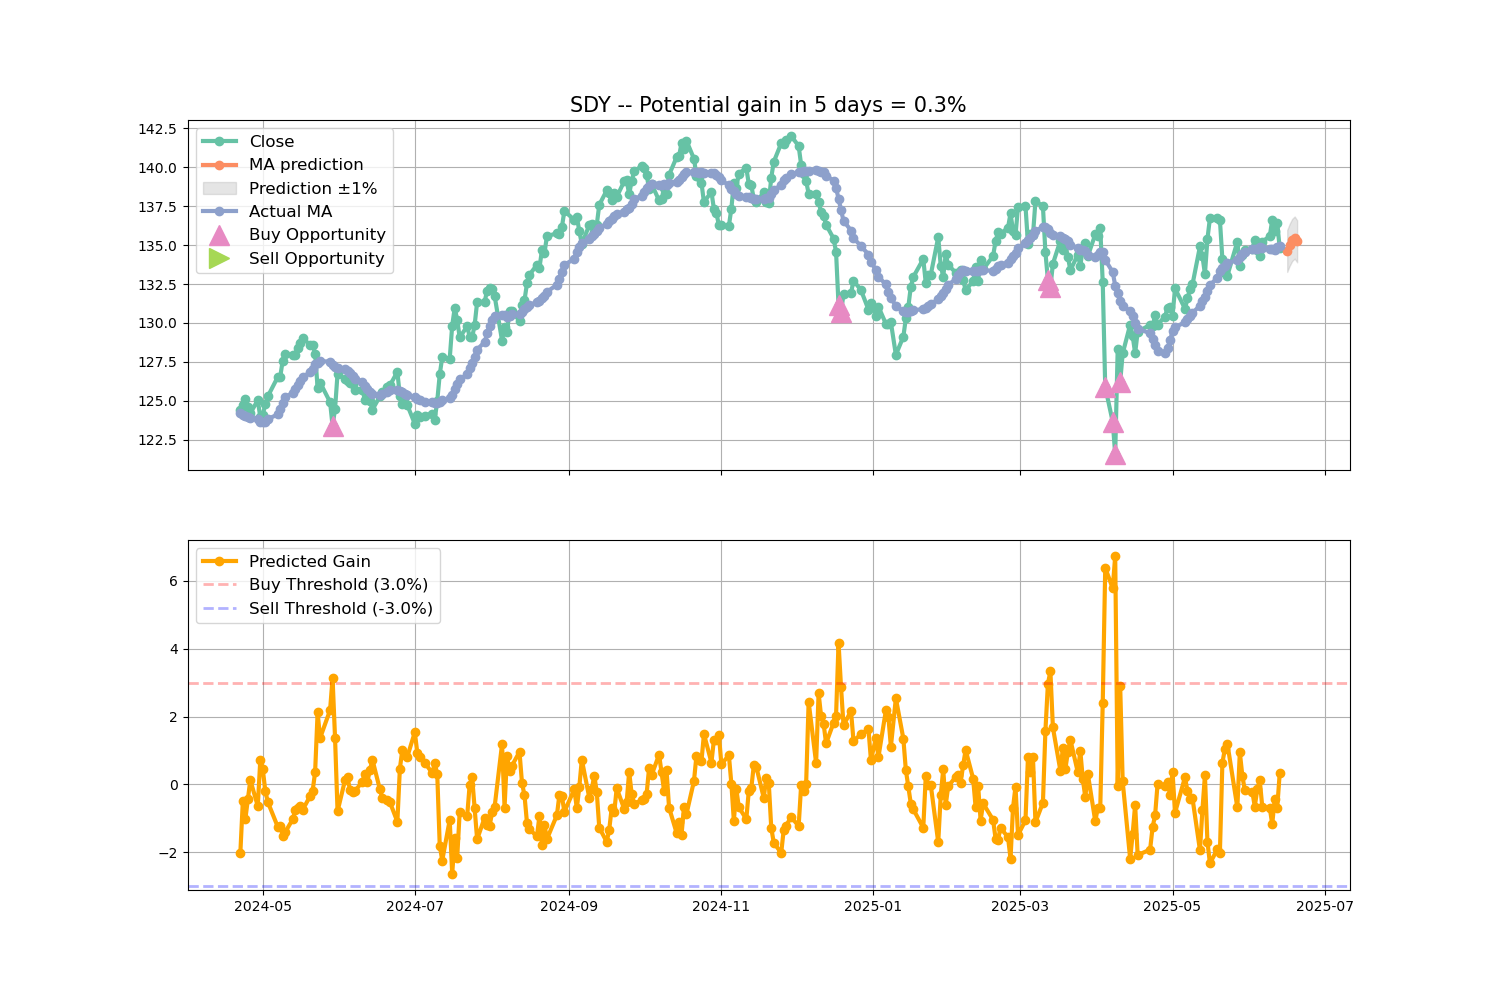 SDY -- Potential gain in 5 days = 0.3%
142.5
140.0
137.5
135.0
132.5
130.0
127.5
125.0
122.5
Close
MA prediction
Prediction ±1%
Actual MA
Buy Opportunity
Sell Opportunity
6
4
2
0
−2
Predicted Gain
Buy Threshold (3.0%)
Sell Threshold (-3.0%)
2024-05 2024-07 2024-09 2024-11 2025-01 2025-03 2025-05 2025-07